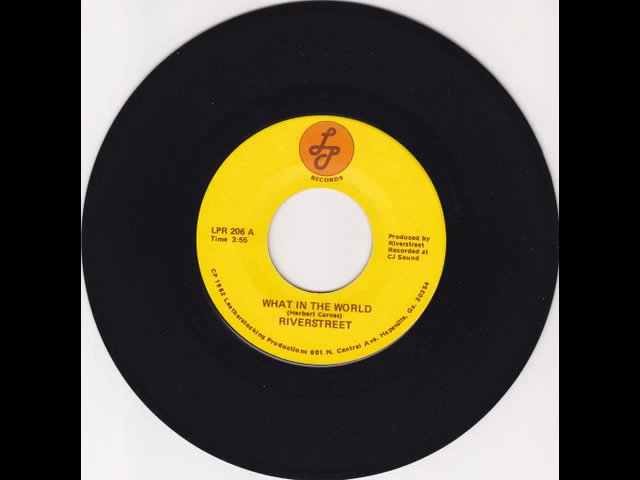 LP
RECORDS
LPR 206 A
Time 3:55
Produced by
Riverstreet
Recorded at
CJ Sound
WHAT IN THE WORLD
(Herbert Carnes)
RIVERSTREET
CP 1982 Leatherstocking Productions 601 N. Central Ave. Hapeville, Ga. 30354